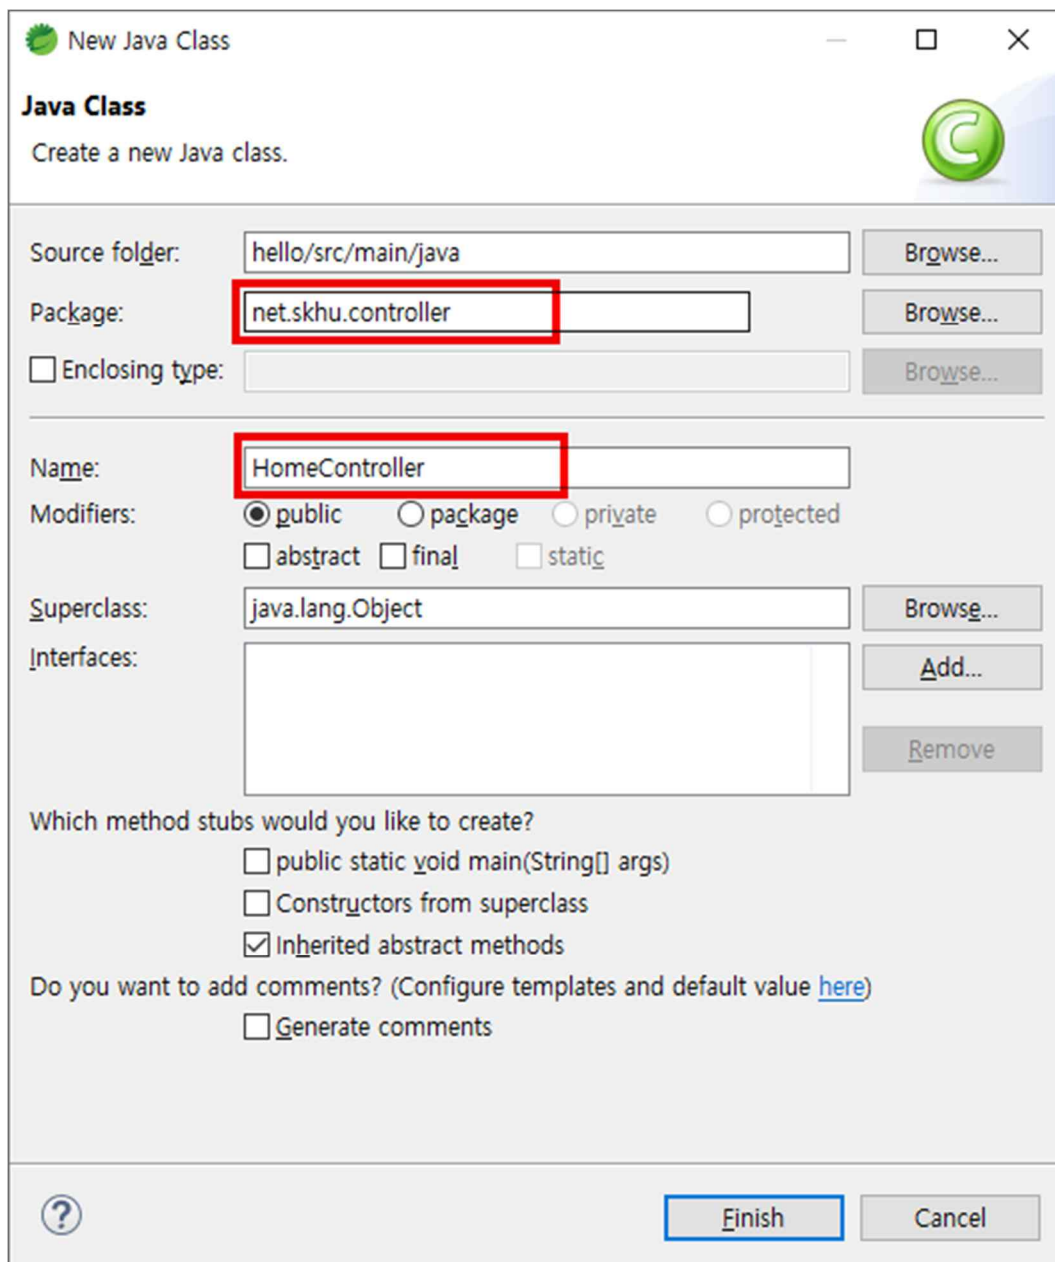 New Java Class
Java Class
Create a new Java class.
Source folder: hello/src/main/java Browse...
Package: net.skhu.controller Browse...
Enclosing type: Browse...
Name: HomeController
Modifiers: public package private protected
abstract final static
Superclass: java.lang.Object Browse...
Interfaces: Add...
Remove
Which method stubs would you like to create?
public static void main(String[] args)
Constructors from superclass
Inherited abstract methods
Do you want to add comments? (Configure templates and default value here)
Generate comments
? Finish Cancel